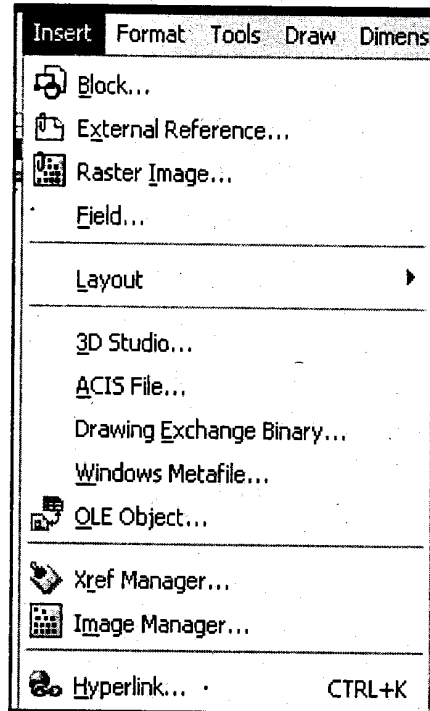 Insert Format Tools Draw Dimens
Block...
External Reference...
Raster Image...
Field...
Layout
3D Studio...
ACIS File...
Drawing Exchange Binary...
Windows Metafile...
OLE Object...
Xref Manager...
Image Manager...
Hyperlink... CTRL+K